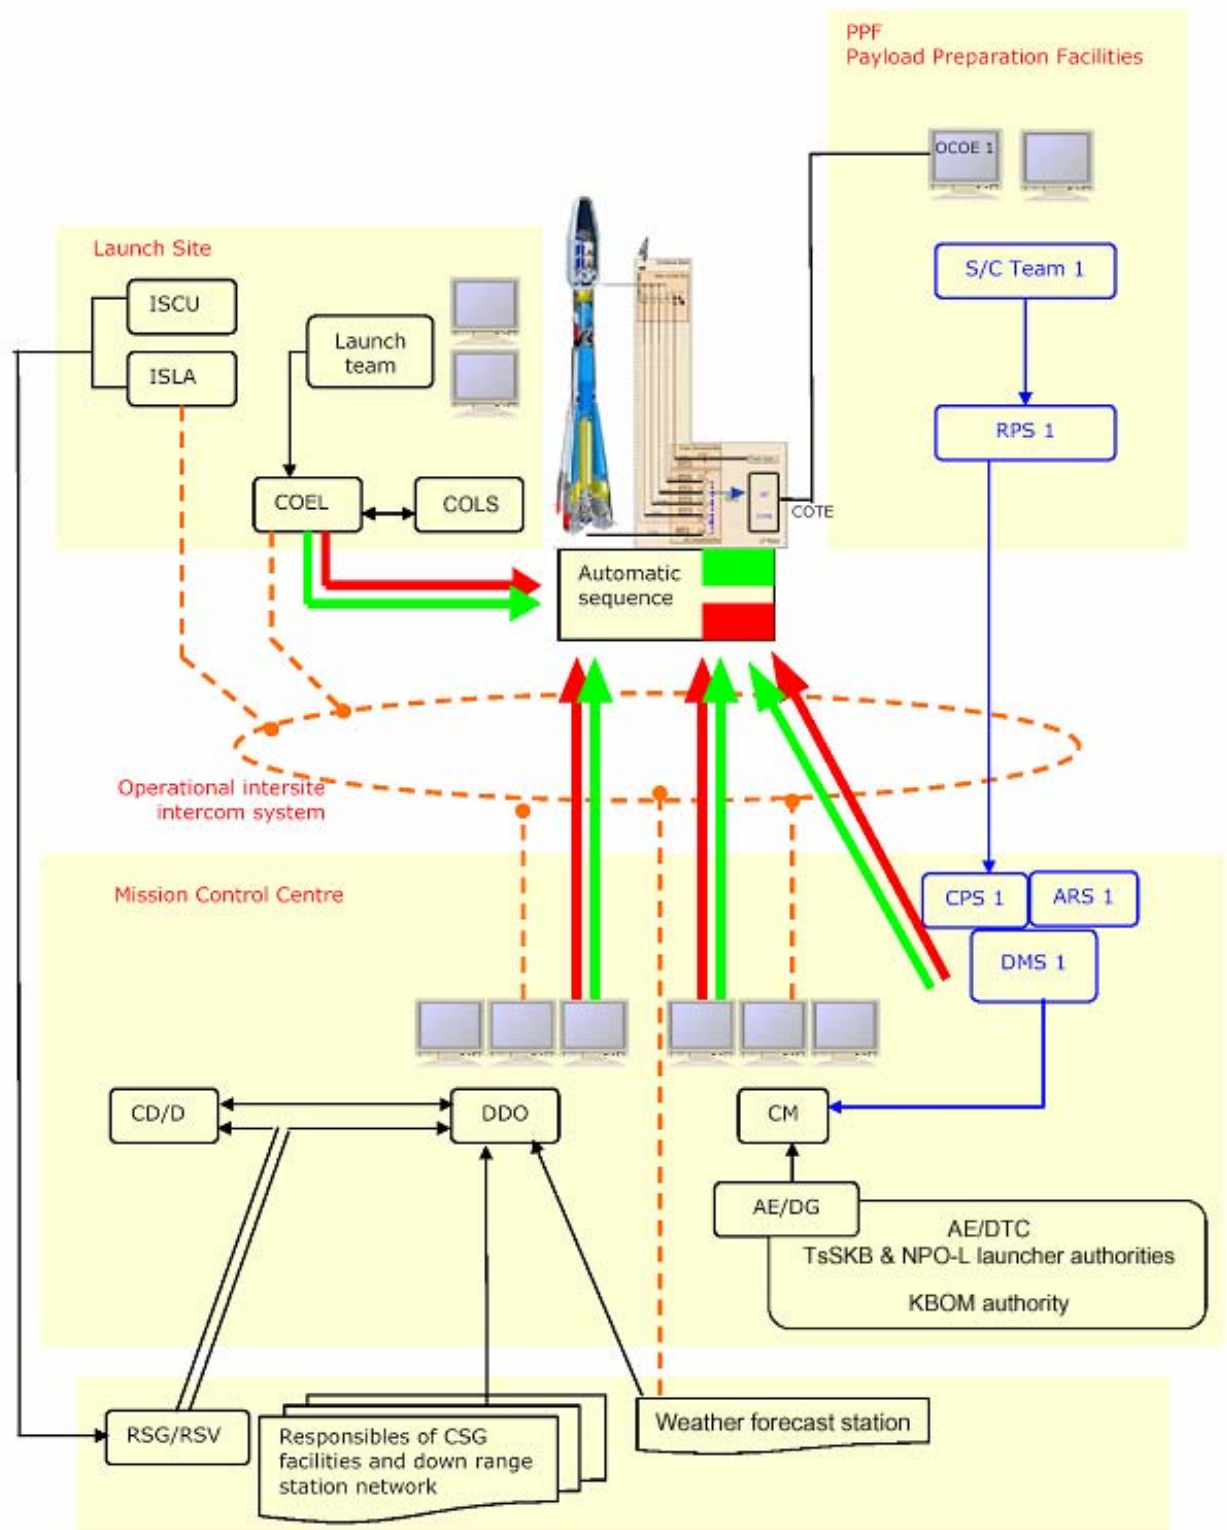 PPF
Payload Preparation Facilities
OCOE 1
S/C Team 1
RPS 1
Launch Site
ISCU
ISLA
Launch
team
COEL
COLS
COTE
Automatic
sequence
Operational intersite
intercom system
Mission Control Centre
CPS 1
ARS 1
DMS 1
CD/D
DDO
CM
AE/DG
AE/DTC
TsSKB & NPO-L launcher authorities
KBOM authority
RSG/RSV
Responsibles of CSG
facilities and down range
station network
Weather forecast station